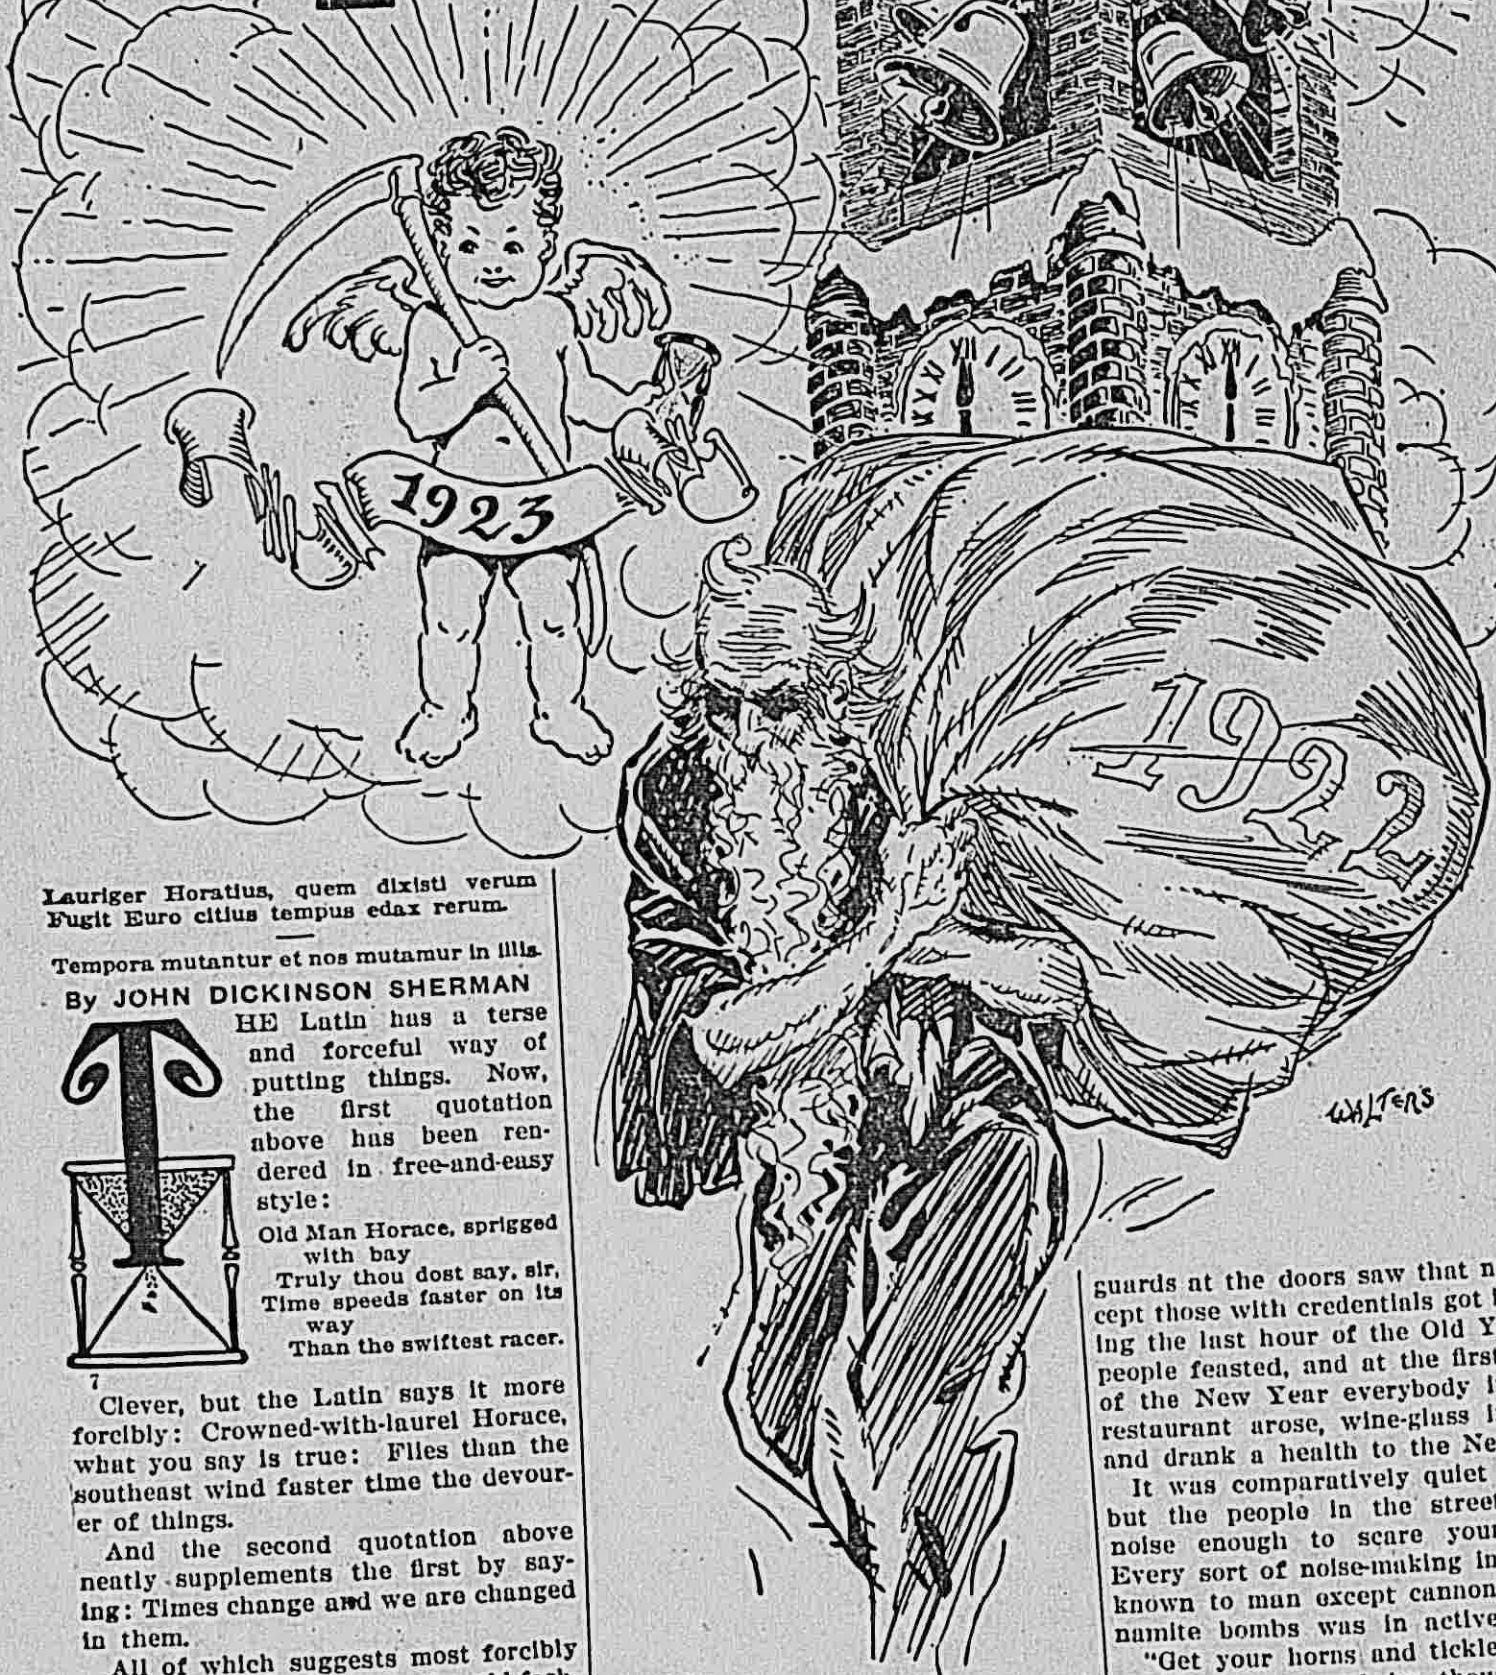 1923
1922
WALTERS
Lauriger Horatius, quem dixisti verum
Fugit Euro citius tempus edax rerum.
Tempora mutantur et nos mutamur in illis.
By JOHN DICKINSON SHERMAN
THE Latin has a terse
and forceful way of
putting things. Now,
the first quotation
above has been ren-
dered in free-and-easy
style:
Old Man Horace, sprigged
with bay
Truly thou dost say, sir,
Time speeds faster on its
way
Than the swiftest racer.
7
Clever, but the Latin says it more
forcibly: Crowned-with-laurel Horace,
what you say is true: Flies than the
southeast wind faster time the devour-
er of things.
And the second quotation above
neatly supplements the first by say-
ing: Times change and we are changed
in them.
All of which suggests most forcibly
guards at the doors saw that
cept those with credentials got
ing the last hour of the Old
people feasted, and at the first
of the New Year everybody
restaurant arose, wine-glass
and drank a health to the
It was comparatively quiet
but the people in the street
noise enough to scare
Every sort of noise-making
known to man except cannon
namite bombs was in active
"Get your horns and